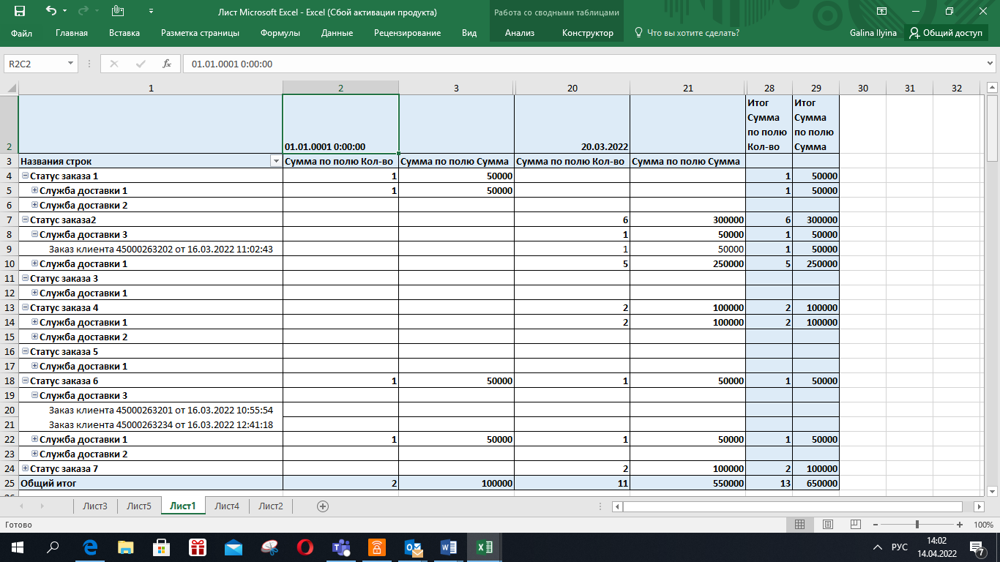 Лист Microsoft Excel - Excel (Сбой активации продукта)
Работа со сводными таблицами
Файл Главная Вставка Разметка страницы Формулы Данные Рецензирование Вид Анализ Конструктор Что вы хотите сделать? Galina Ilyina Общий доступ
R2C2 fx 01.01.0001 0:00:00
1 2 3 20 21 28 29 30 31 32
2 01.01.0001 0:00:00 20.03.2022 Итог Сумма по полю Кол-во Итог Сумма по полю Сумма
3 Названия строк Сумма по полю Кол-во Сумма по полю Сумма Сумма по полю Кол-во Сумма по полю Сумма
4 Статус заказа 1 1 50000 1 50000
5 Служба доставки 1 1 50000 1 50000
6 Служба доставки 2
7 Статус заказа2 6 300000 6 300000
8 Служба доставки 3 1 50000 1 50000
9 Заказ клиента 45000263202 от 16.03.2022 11:02:43 1 50000 1 50000
10 Служба доставки 1 5 250000 5 250000
11 Статус заказа 3
12 Служба доставки 1
13 Статус заказа 4 2 100000 2 100000
14 Служба доставки 1 2 100000 2 100000
15 Служба доставки 2
16 Статус заказа 5
17 Служба доставки 1
18 Статус заказа 6 1 50000 1 50000 1 50000
19 Служба доставки 3
20 Заказ клиента 45000263201 от 16.03.2022 10:55:54
21 Заказ клиента 45000263234 от 16.03.2022 12:41:18
22 Служба доставки 1 1 50000 1 50000 1 50000
23 Служба доставки 2
24 Статус заказа 7 2 100000 2 100000
25 Общий итог 2 100000 11 550000 13 650000
Лист3 Лист5 Лист1 Лист4 Лист2
Готово 100%
РУС 14:02
14.04.2022 7